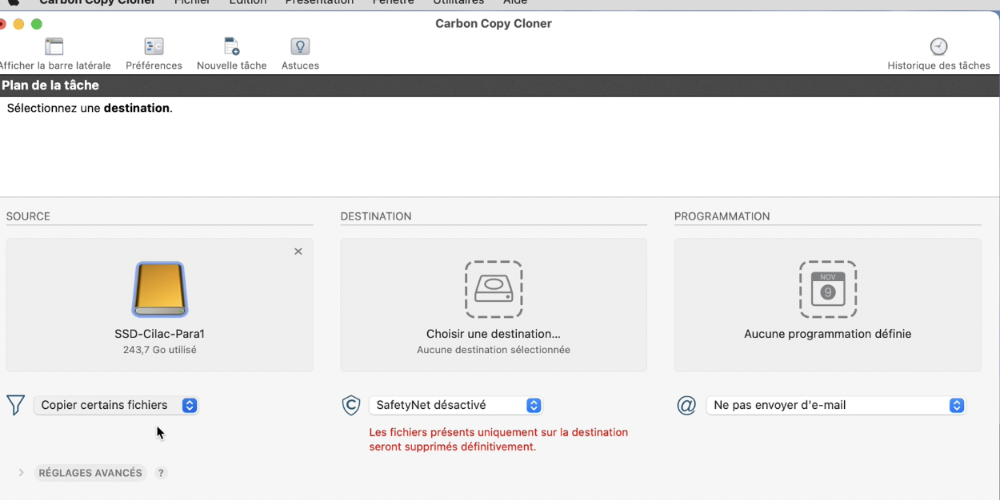 Carbon Copy Cloner Fichier Édition Présentation Fenêtre Utilitaires Aide
Carbon Copy Cloner
Afficher la barre latérale Préférences Nouvelle tâche Astuces Historique des tâches
Plan de la tâche
Sélectionnez une destination.
SOURCE DESTINATION PROGRAMMATION
NOV
9
SSD-Cilac-Para1 Choisir une destination... Aucune programmation définie
243,7 Go utilisé Aucune destination sélectionnée
Copier certains fichiers SafetyNet désactivé @ Ne pas envoyer d'e-mail
Les fichiers présents uniquement sur la destination
seront supprimés définitivement.
RÉGLAGES AVANCÉS ?